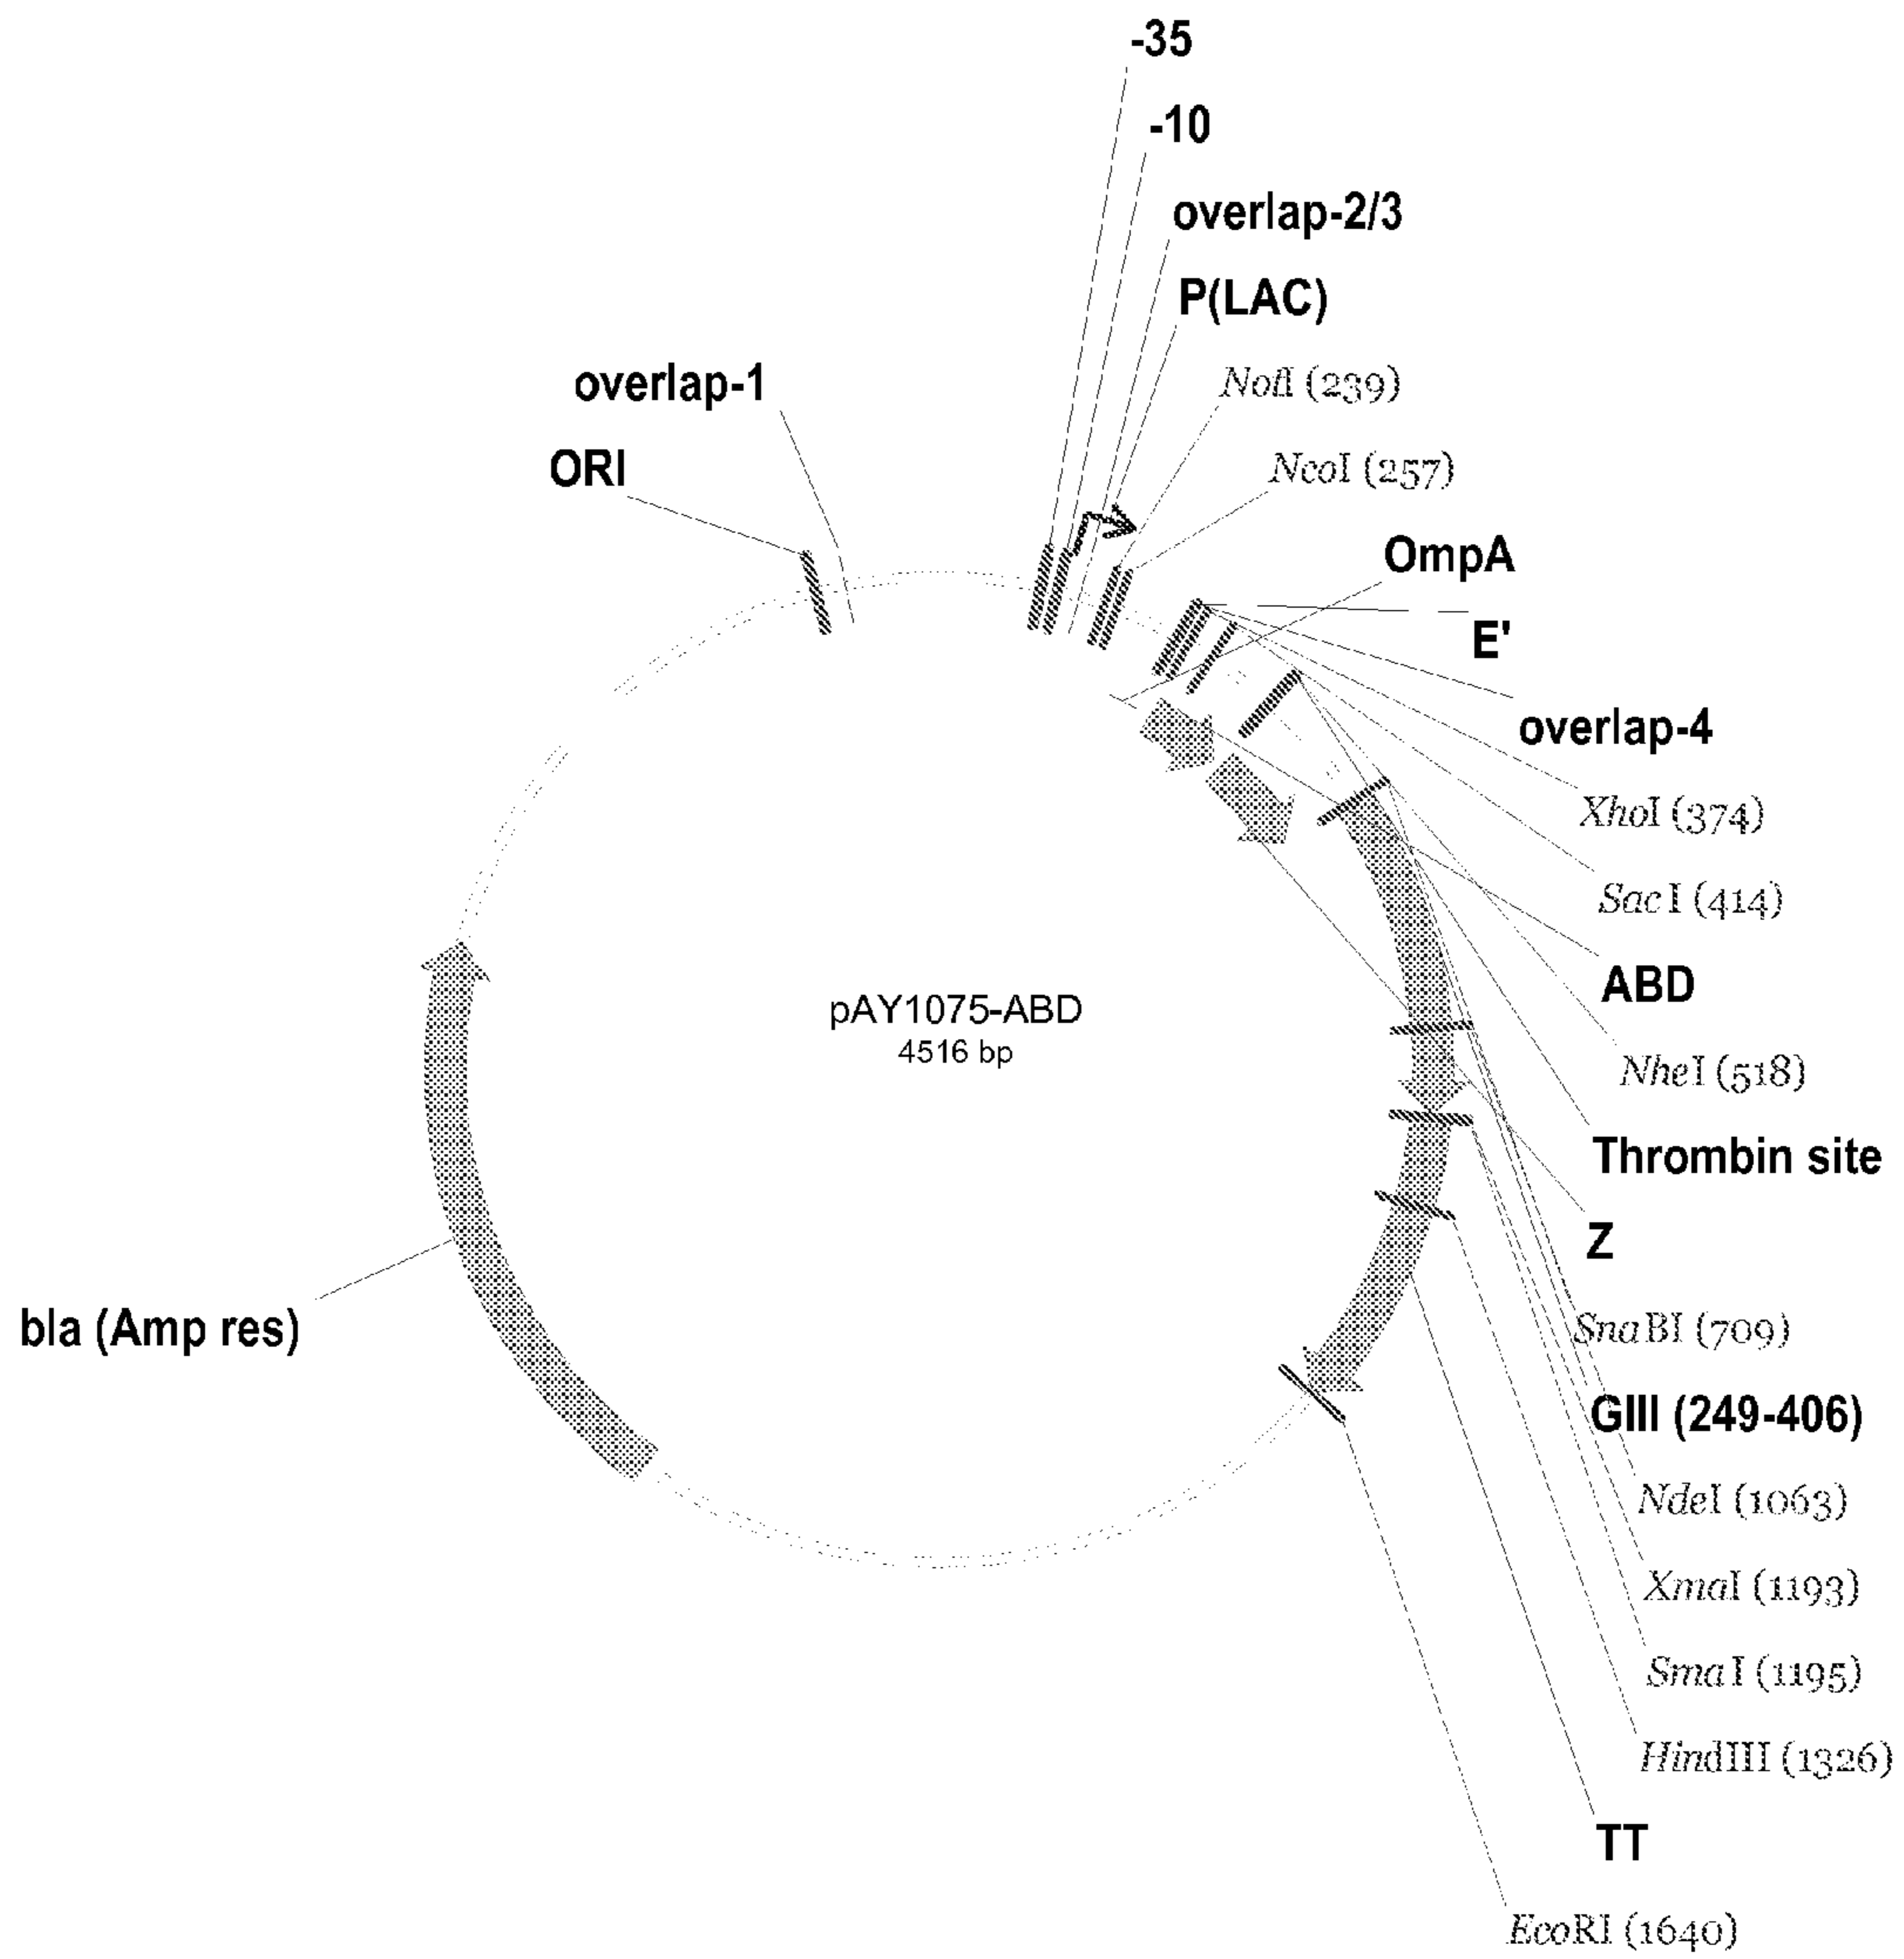 -35
-10
overlap-2/3
P(LAC)
overlap-1
NotI (239)
ORI
NcoI (257)
OmpA
E'
overlap-4
XhoI (374)
SacI (414)
ABD
pAY1075-ABD
4516 bp
NheI (518)
Thrombin site
Z
bla (Amp res)
SnaBI (709)
GIII (249-406)
NdeI (1063)
XmaI (1193)
SmaI (1195)
HindIII (1326)
TT
EcoRI (1640)